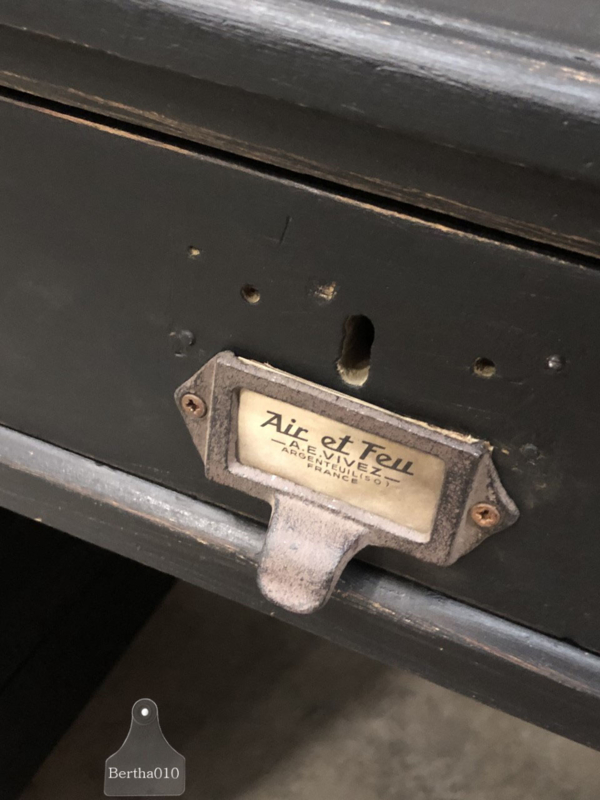 Air et Feu
—A.E.VIVEZ—
ARGENTEUIL(S.O)
FRANCE
Bertha010